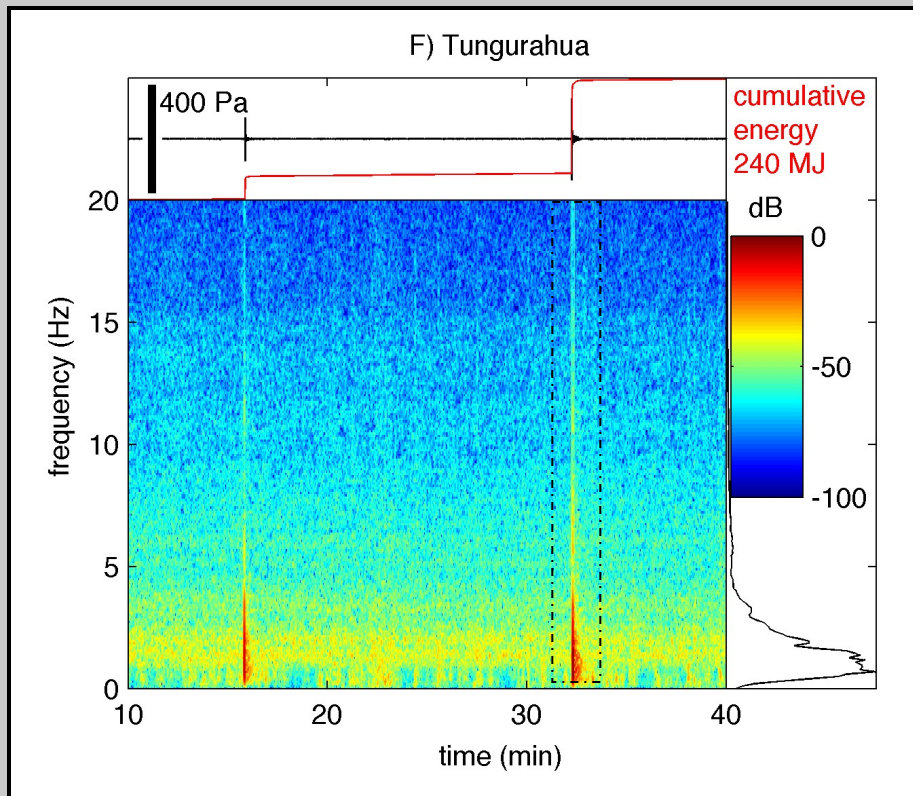 F) Tungurahua
400 Pa
cumulative
energy
240 MJ
dB
0
-50
-100
20
15
10
5
0
frequency (Hz)
10 20 30 40
time (min)